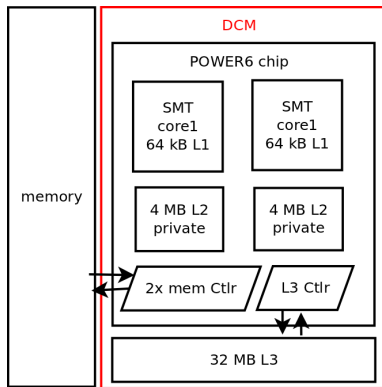 DCM
POWER6 chip
SMT
core1
64 kB L1
SMT
core1
64 kB L1
memory
4 MB L2
private
4 MB L2
private
2x mem Ctlr
L3 Ctlr
32 MB L3